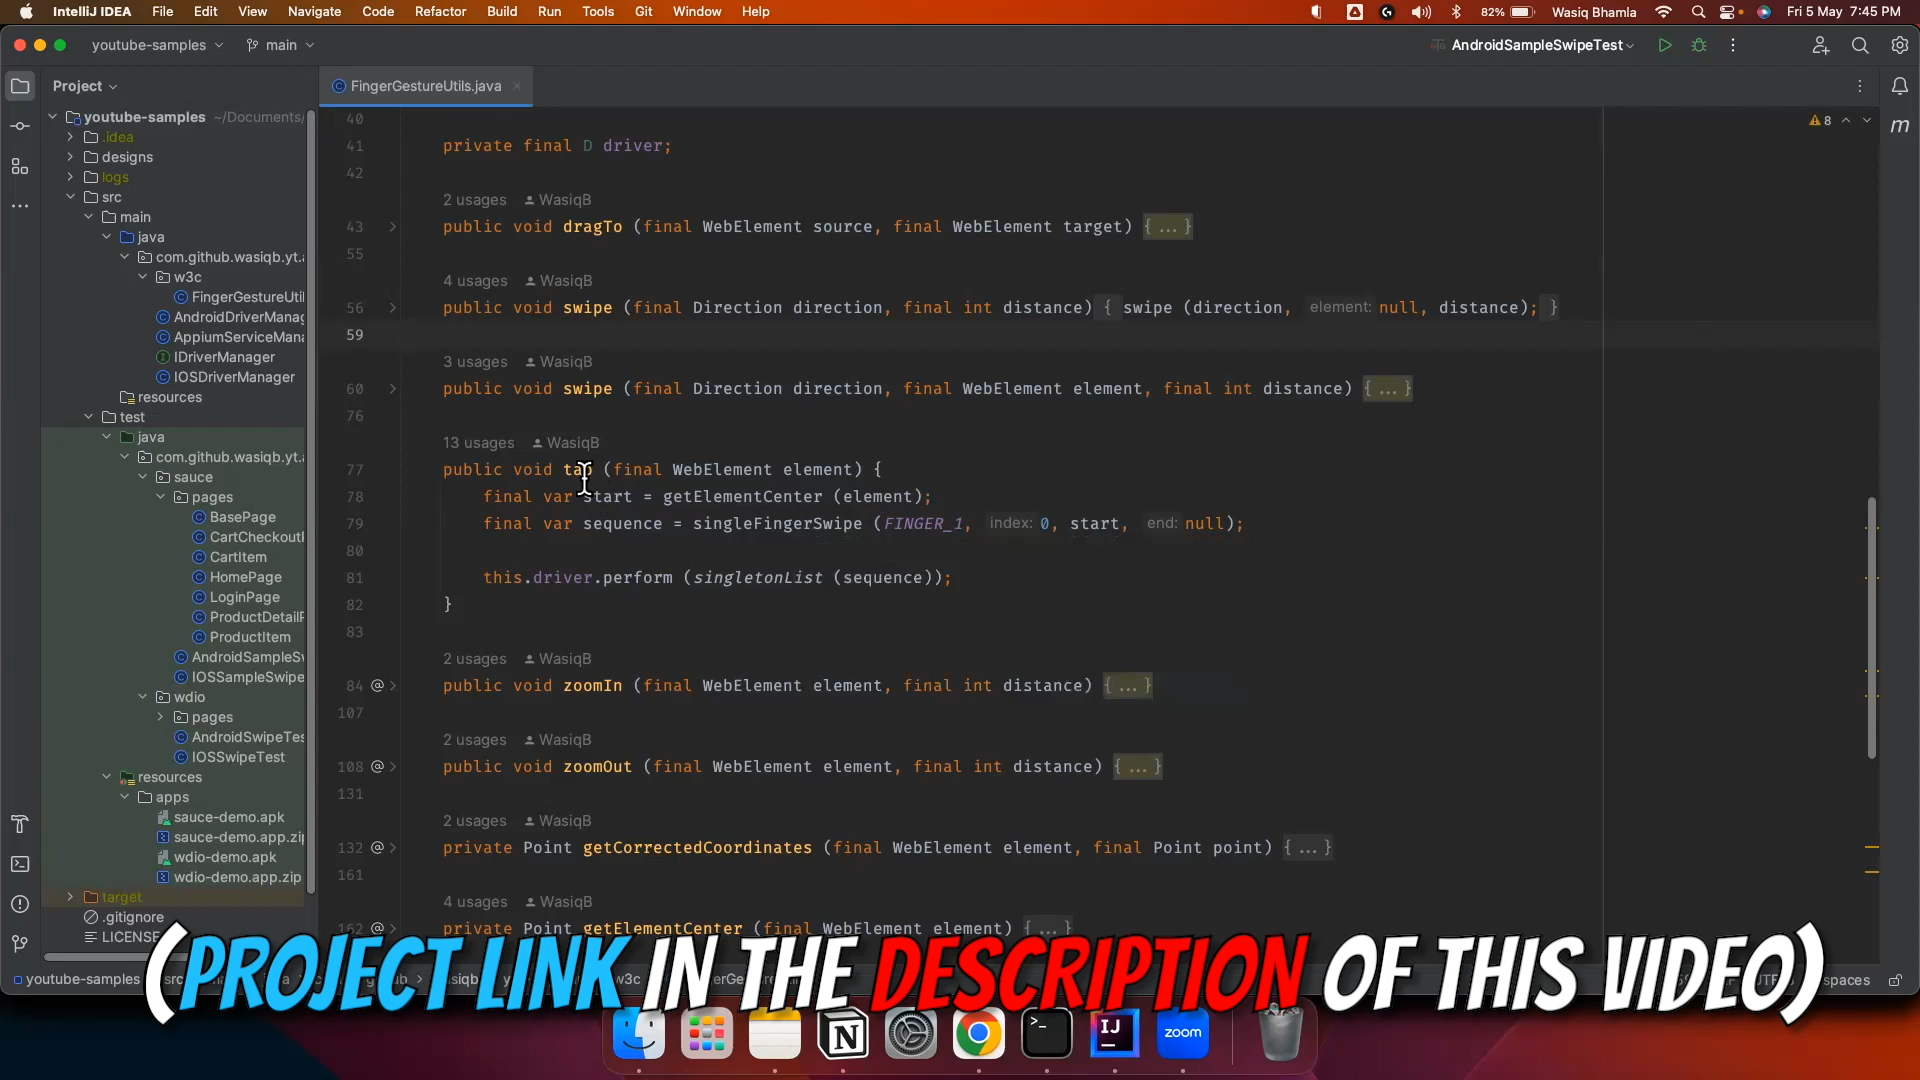 IntelliJ IDEA File Edit View Navigate Code Refactor Build Run Tools Git Window Help 82% Wasiq Bhamla Fri 5 May 7:45 PM
youtube-samples main AndroidSampleSwipeTest
Project FingerGestureUtils.java
youtube-samples ~/Documents/
.idea
designs
logs
src
main
java
com.github.wasiqb.yt.
w3c
FingerGestureUtil
AndroidDriverManag
AppiumServiceMana
IDriverManager
IOSDriverManager
resources
test
java
com.github.wasiqb.yt.
sauce
pages
BasePage
CartCheckout
CartItem
HomePage
LoginPage
ProductDetail
ProductItem
AndroidSampleSw
IOSSampleSwipe
wdio
pages
AndroidSwipeTes
IOSSwipeTest
resources
apps
sauce-demo.apk
sauce-demo.app.zip
wdio-demo.apk
wdio-demo.app.zip
target
.gitignore
LICENSE
8
40
41 private final D driver;
42
2 usages WasiqB
43 public void dragTo (final WebElement source, final WebElement target) {...}
55
4 usages WasiqB
56 public void swipe (final Direction direction, final int distance) { swipe (direction, element: null, distance); }
59
3 usages WasiqB
60 public void swipe (final Direction direction, final WebElement element, final int distance) {...}
76
13 usages WasiqB
77 public void tap (final WebElement element) {
78 final var start = getElementCenter (element);
79 final var sequence = singleFingerSwipe (FINGER_1, index: 0, start, end: null);
80
81 this.driver.perform (singletonList (sequence));
82 }
83
2 usages WasiqB
84 @ public void zoomIn (final WebElement element, final int distance) {...}
107
2 usages WasiqB
108 @ public void zoomOut (final WebElement element, final int distance) {...}
131
2 usages WasiqB
132 @ private Point getCorrectedCoordinates (final WebElement element, final Point point) {...}
161
4 usages WasiqB
162 @ private Point getElementCenter (final WebElement element) {...}
youtube-samples spaces
(PROJECT LINK IN THE DESCRIPTION OF THIS VIDEO)
zoom